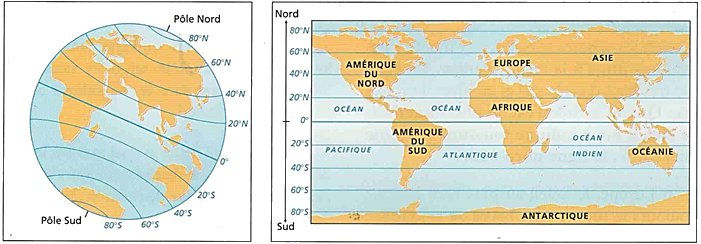 Pôle Nord
80°N
60°N
40°N
20°N
0°
20°S
40°S
60°S
80°S
Pôle Sud
Nord
80°N
60°N
40°N
20°N
0°
20°S
40°S
60°S
80°S
Sud
AMÉRIQUE
DU
NORD
EUROPE
ASIE
OCÉAN
OCÉAN
AFRIQUE
AMÉRIQUE
DU
SUD
OCÉAN
PACIFIQUE
ATLANTIQUE
INDIEN
OCÉANIE
ANTARCTIQUE